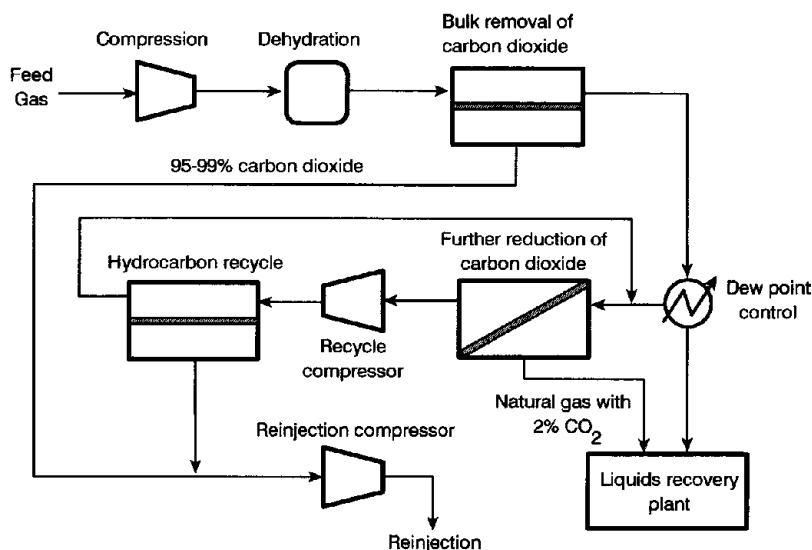 Compression
Dehydration
Bulk removal of
carbon dioxide
Feed
Gas
95-99% carbon dioxide
Hydrocarbon recycle
Further reduction of
carbon dioxide
Dew point
control
Recycle
compressor
Natural gas with
2% CO2
Reinjection compressor
Liquids recovery
plant
Reinjection